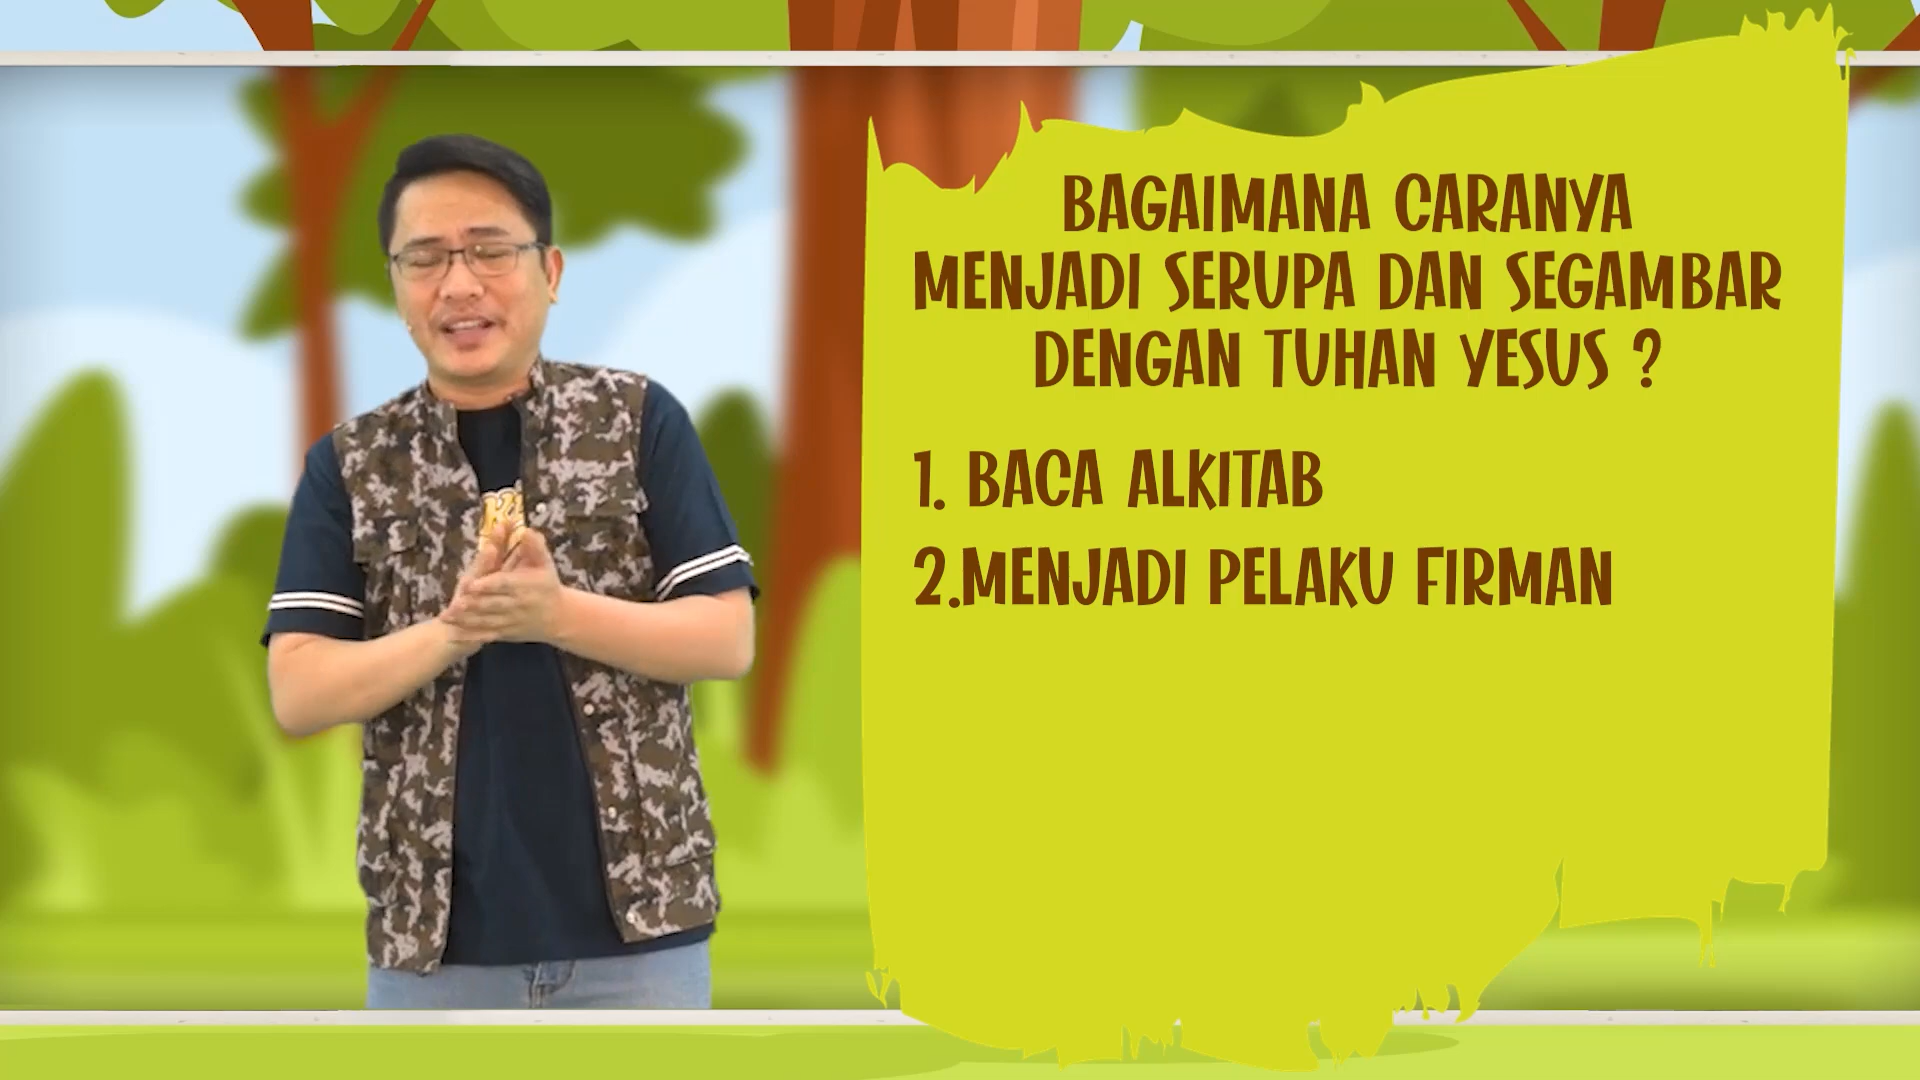 BAGAIMANA CARANYA
MENJADI SERUPA DAN SEGAMBAR
DENGAN TUHAN YESUS ?
1. BACA ALKITAB
2.MENJADI PELAKU FIRMAN